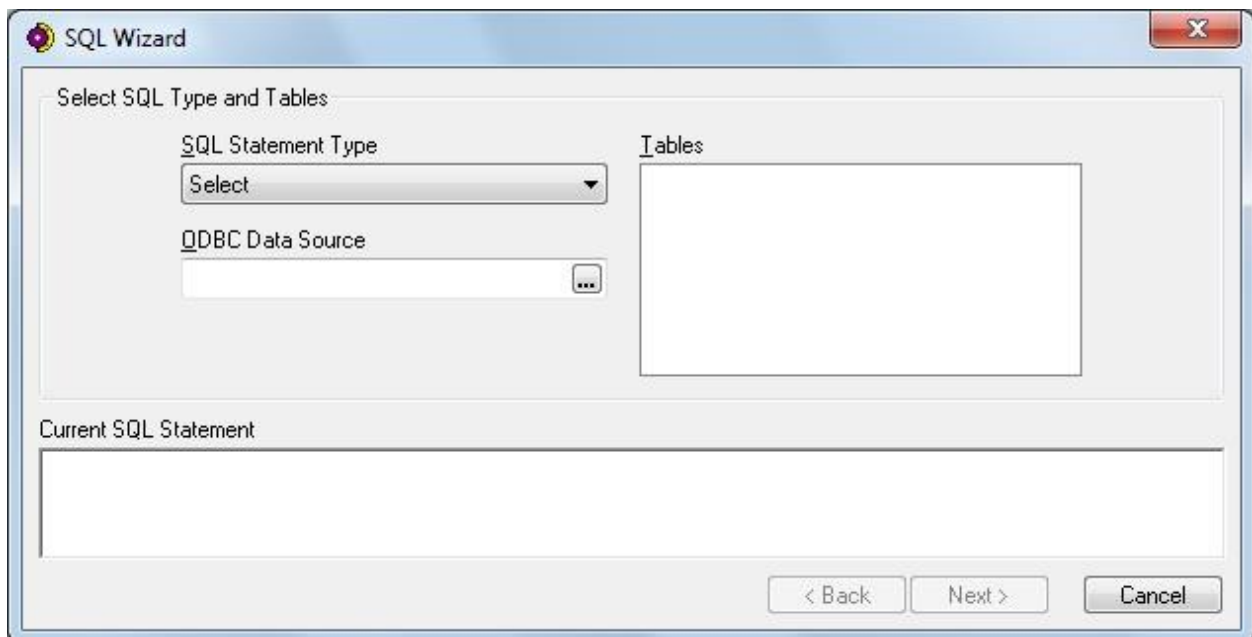 SQL Wizard
Select SQL Type and Tables
SQL Statement Type
Tables
Select
ODBC Data Source
...
Current SQL Statement
< Back
Next >
Cancel